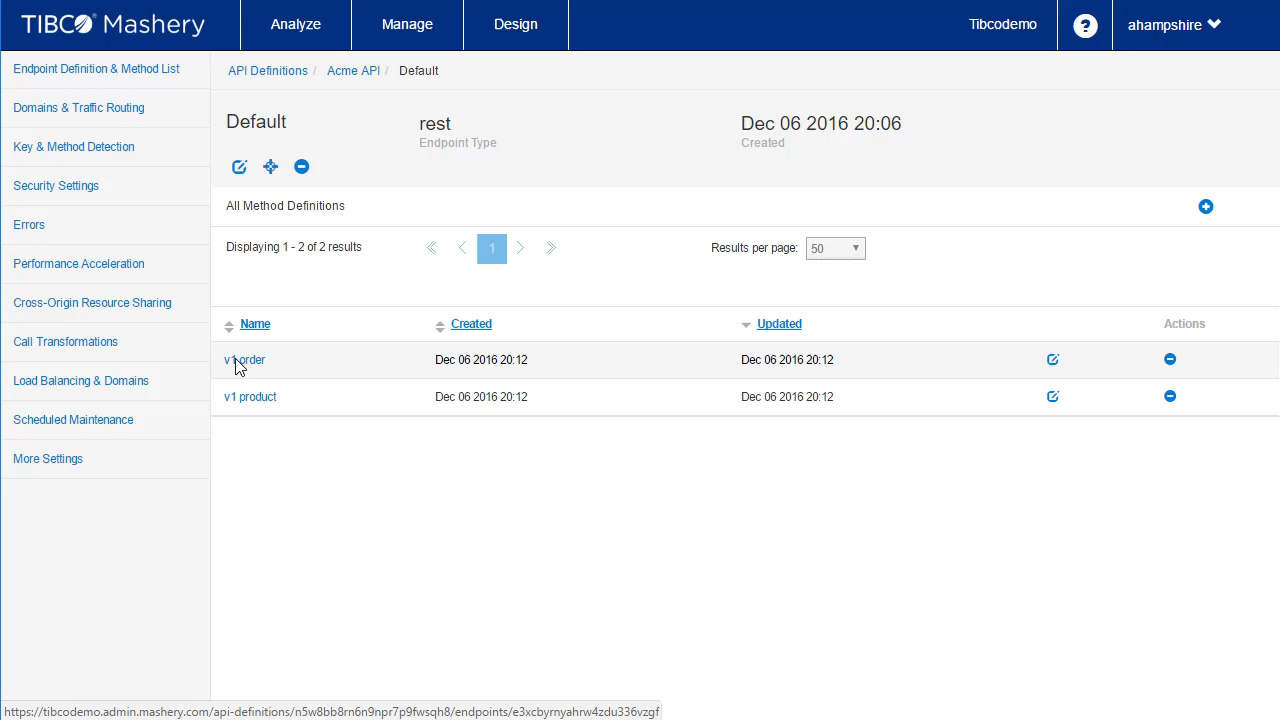 TIBCO Mashery Analyze Manage Design Tibcodemo ? ahampshire
Endpoint Definition & Method List
Domains & Traffic Routing
Key & Method Detection
Security Settings
Errors
Performance Acceleration
Cross-Origin Resource Sharing
Call Transformations
Load Balancing & Domains
Scheduled Maintenance
More Settings
API Definitions / Acme API / Default
Default rest Dec 06 2016 20:06
Endpoint Type Created
All Method Definitions
Displaying 1 - 2 of 2 results 1 Results per page: 50
Name Created Updated Actions
v1 order Dec 06 2016 20:12 Dec 06 2016 20:12
v1 product Dec 06 2016 20:12 Dec 06 2016 20:12
https://tibcodemo.admin.mashery.com/api-definitions/n5w8bb8rn6n9npr7p9fwsqh8/endpoints/e3xcbyrnyahrw4zdu336vzgf